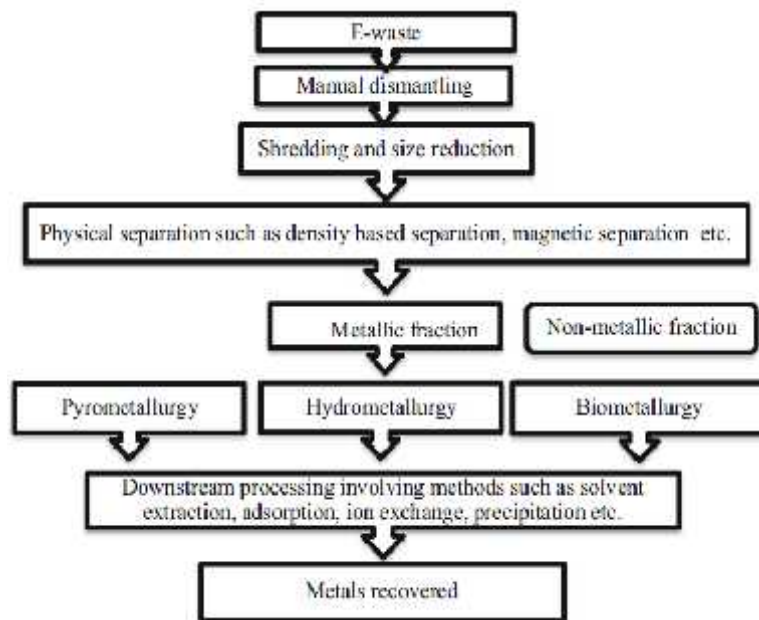 E-waste
Manual dismantling
Shredding and size reduction
Physical separation such as density based separation, magnetic separation etc.
Metallic fraction
Non-metallic fraction
Pyrometallurgy
Hydrometallurgy
Biometallurgy
Downstream processing involving methods such as solvent
extraction, adsorption, ion exchange, precipitation etc.
Metals recovered